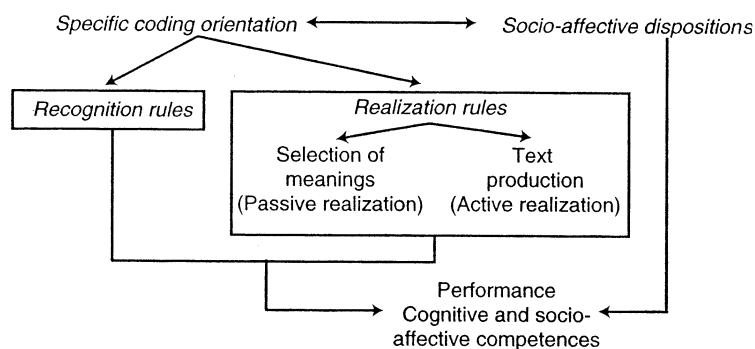 Specific coding orientation
Socio-affective dispositions
Recognition rules
Realization rules
Selection of
meanings
(Passive realization)
Text
production
(Active realization)
Performance
Cognitive and socio-
affective competences